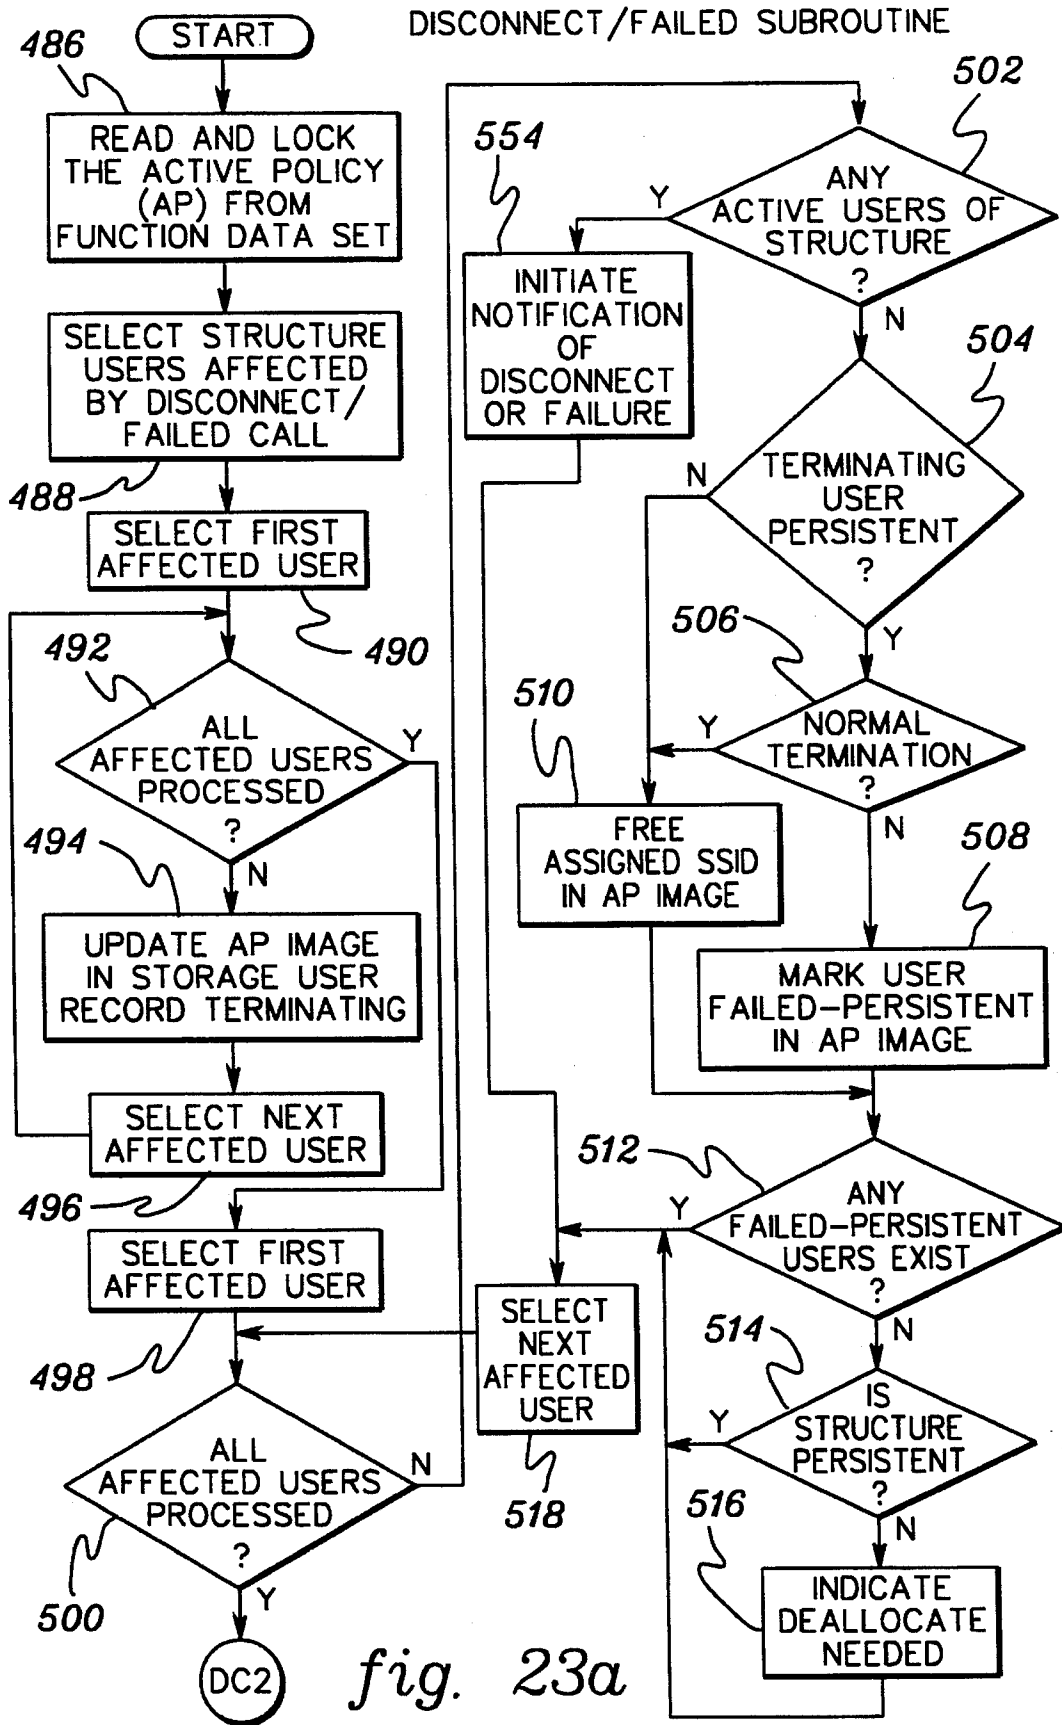 DISCONNECT/FAILED SUBROUTINE
START
486
READ AND LOCK
THE ACTIVE POLICY
(AP) FROM
FUNCTION DATA SET
SELECT STRUCTURE
USERS AFFECTED
BY DISCONNECT/
FAILED CALL
488
SELECT FIRST
AFFECTED USER
490
492
ALL
AFFECTED USERS
PROCESSED
?
Y
N
494
UPDATE AP IMAGE
IN STORAGE USER
RECORD TERMINATING
SELECT NEXT
AFFECTED USER
496
SELECT FIRST
AFFECTED USER
498
ALL
AFFECTED USERS
PROCESSED
?
N
Y
500
DC2
502
ANY
ACTIVE USERS OF
STRUCTURE
?
Y
N
554
INITIATE
NOTIFICATION
OF
DISCONNECT
OR FAILURE
504
TERMINATING
USER
PERSISTENT
?
N
Y
506
NORMAL
TERMINATION
?
Y
N
510
FREE
ASSIGNED SSID
IN AP IMAGE
508
MARK USER
FAILED-PERSISTENT
IN AP IMAGE
512
ANY
FAILED-PERSISTENT
USERS EXIST
?
Y
N
SELECT
NEXT
AFFECTED
USER
518
514
IS
STRUCTURE
PERSISTENT
?
Y
N
516
INDICATE
DEALLOCATE
NEEDED
fig. 23a